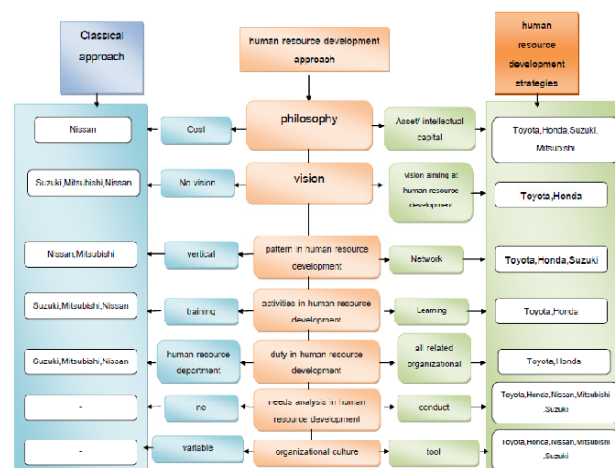 Classical
approach
human resource development
approach
human
resource
development
strategies
Nissan
Cost
philosophy
Asset/ intellectual
capital
Toyota,Honda,Suzuki,
Mitsubishi
Suzuki,Mitsubishi,Nissan
No vision
vision
vision aiming at
human resource
development
Toyota,Honda
Nissan,Mitsubishi
vertical
pattern in human resource
development
Network
Toyota,Honda,Suzuki
Suzuki,Mitsubishi,Nissan
training
activities in human resource
development
Learning
Toyota,Honda
Suzuki,Mitsubishi,Nissan
human resource
department
duty in human resource
development
all related
organizational
Toyota,Honda
-
no
needs analysis in human
resource development
conduct
Toyota,Honda,Nissan,Mitsubishi
,Suzuki
-
variable
organizational culture
tool
Toyota,Honda,Nissan,Mitsubishi
,Suzuki